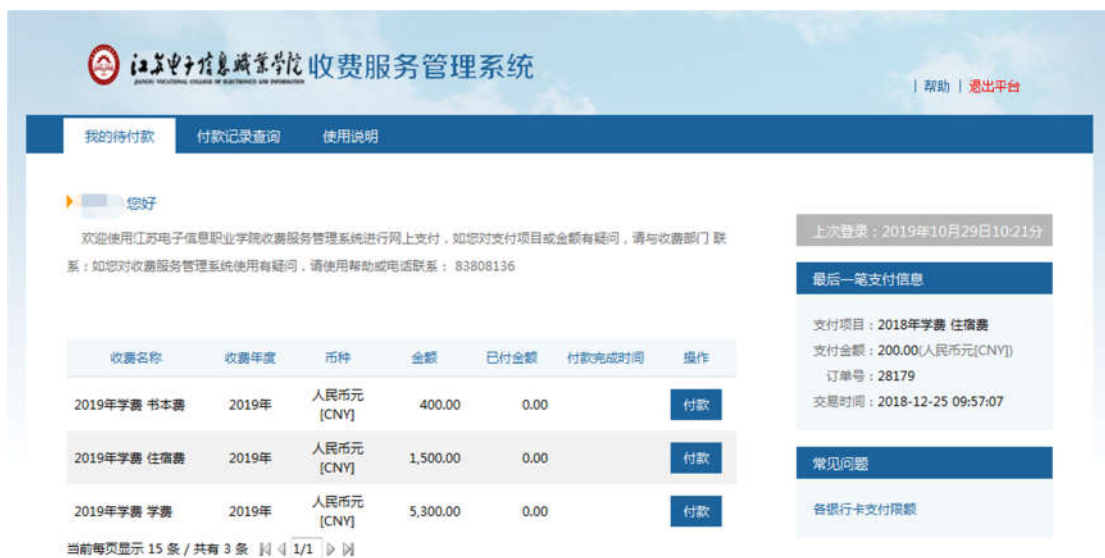 江苏电子信息职业学院 收费服务管理系统
JIANGSU VOCATIONAL COLLEGE OF ELECTRONICS AND INFORMATION
| 帮助 | 退出平台
我的待付款 付款记录查询 使用说明
您好
欢迎使用江苏电子信息职业学院收费服务管理系统进行网上支付，如您对支付项目或金额有疑问，请与收费部门 联
系；如您对收费服务管理系统使用有疑问，请使用帮助或电话联系： 83808136
上次登录：2019年10月29日10:21分
最后一笔支付信息
支付项目：2018年学费 住宿费
支付金额：200.00(人民币元[CNY])
订单号：28179
交易时间：2018-12-25 09:57:07
收费名称 收费年度 币种 金额 已付金额 付款完成时间 操作
2019年学费 书本费 2019年 人民币元[CNY] 400.00 0.00 付款
2019年学费 住宿费 2019年 人民币元[CNY] 1,500.00 0.00 付款
2019年学费 学费 2019年 人民币元[CNY] 5,300.00 0.00 付款
当前每页显示 15 条 / 共有 3 条 1/1
常见问题
各银行卡支付限额